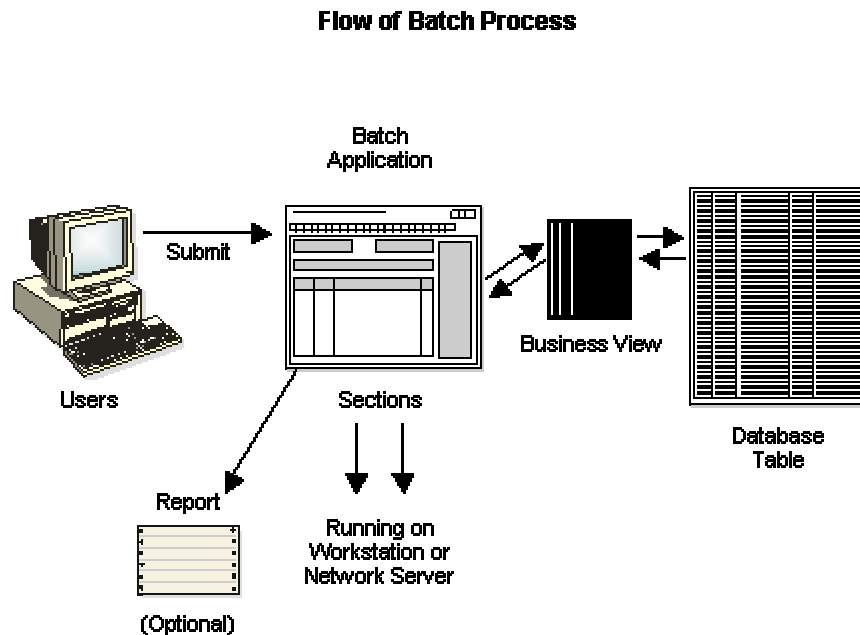 Flow of Batch Process
Batch
Application
Submit
Users
Sections
Business View
Database
Table
Report
(Optional)
Running on
Workstation or
Network Server